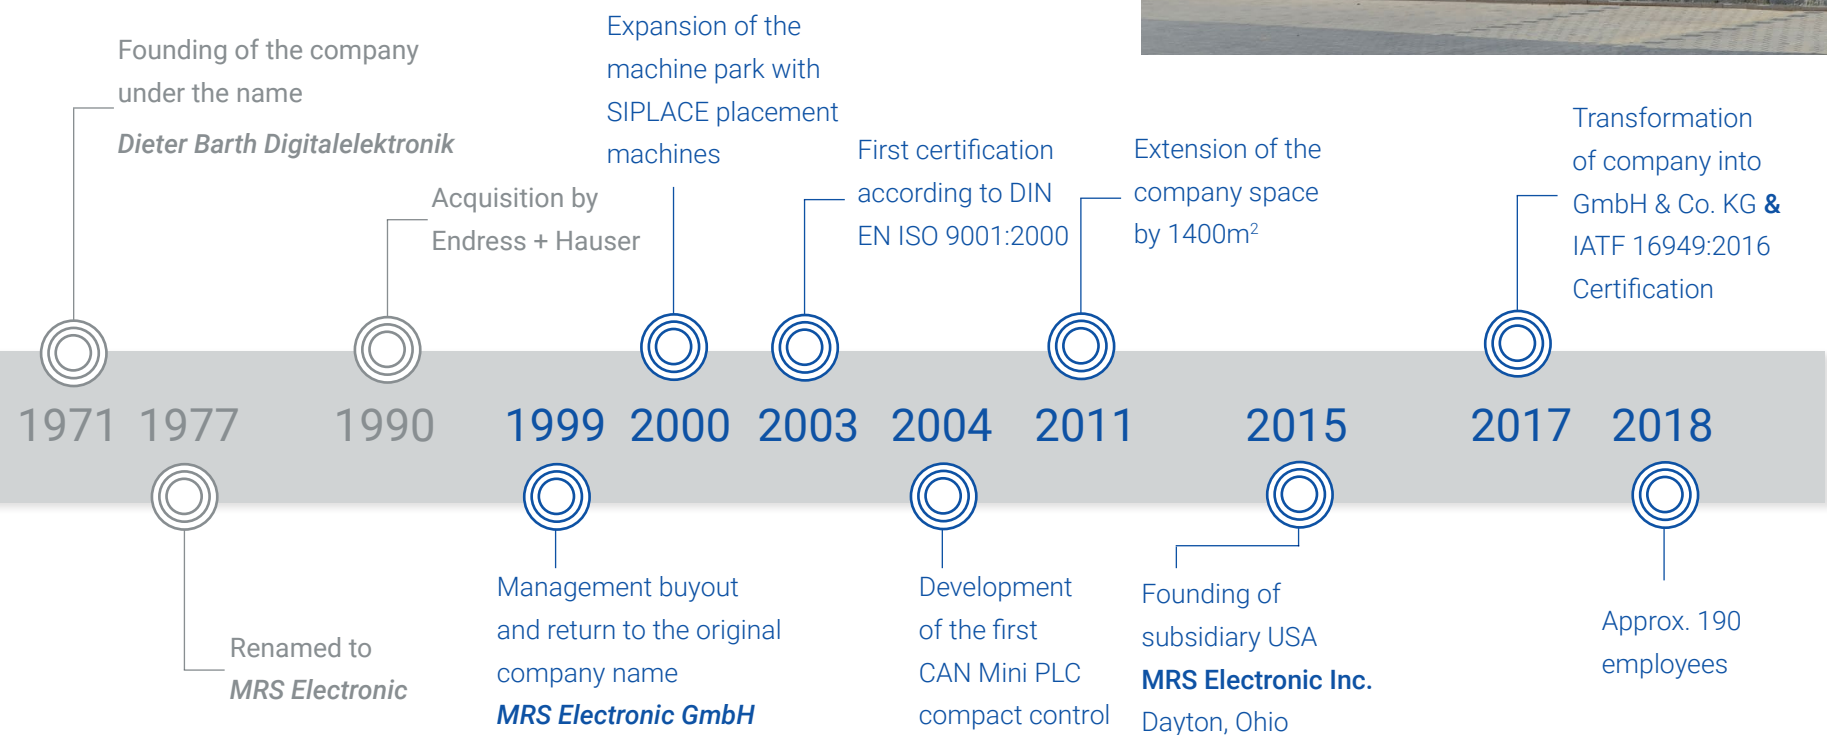 Founding of the company
under the name
Dieter Barth Digitalelektronik
Acquisition by
Endress + Hauser
Expansion of the
machine park with
SIPLACE placement
machines
First certification
according to DIN
EN ISO 9001:2000
Extension of the
company space
by 1400m²
Transformation
of company into
GmbH & Co. KG &
IATF 16949:2016
Certification
1971 1977 1990 1999 2000 2003 2004 2011 2015 2017 2018
Renamed to
MRS Electronic
Management buyout
and return to the original
company name
MRS Electronic GmbH
Development
of the first
CAN Mini PLC
compact control
Founding of
subsidiary USA
MRS Electronic Inc.
Dayton, Ohio
Approx. 190
employees